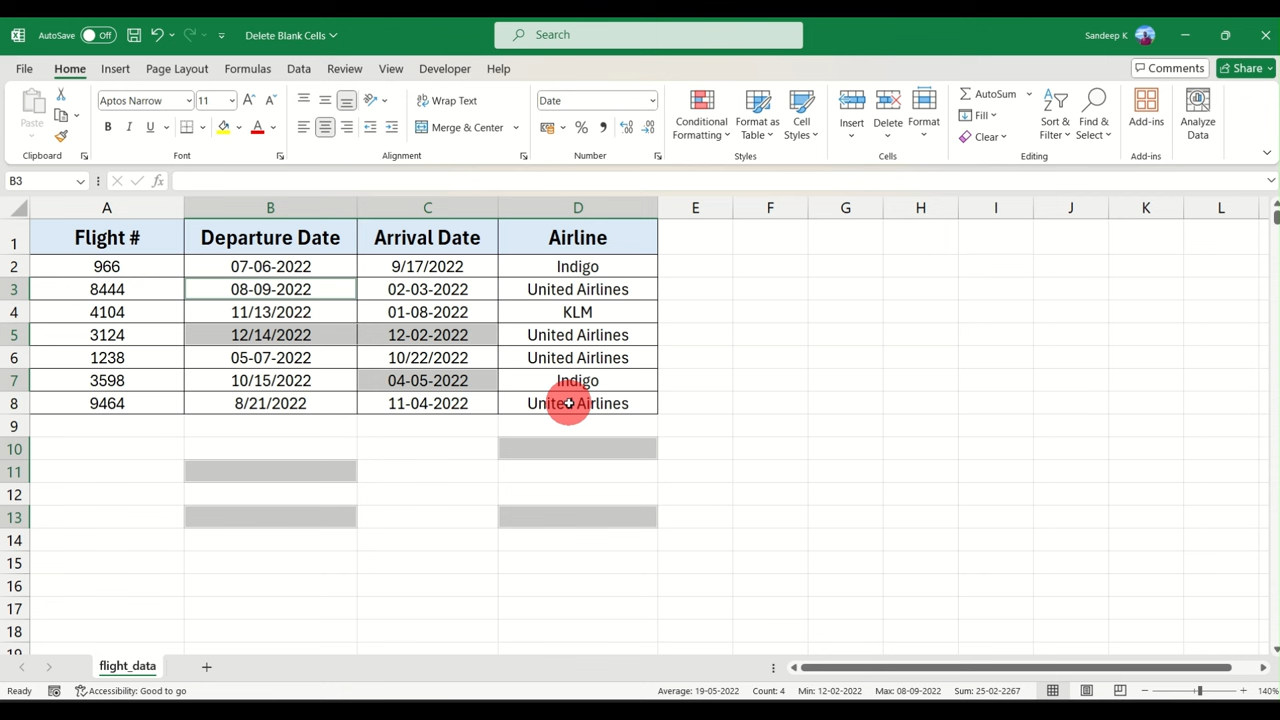 AutoSave Off Delete Blank Cells Search Sandeep K
File Home Insert Page Layout Formulas Data Review View Developer Help Comments Share
Paste Aptos Narrow 11 B I U A Wrap Text Merge & Center Date % Conditional Formatting Format as Table Cell Styles Insert Delete Format AutoSum Fill Clear Sort & Filter Find & Select Add-ins Analyze Data
Clipboard Font Alignment Number Styles Cells Editing Add-ins
B3 fx
A B C D E F G H I J K L
1 Flight # Departure Date Arrival Date Airline
2 966 07-06-2022 9/17/2022 Indigo
3 8444 08-09-2022 02-03-2022 United Airlines
4 4104 11/13/2022 01-08-2022 KLM
5 3124 12/14/2022 12-02-2022 United Airlines
6 1238 05-07-2022 10/22/2022 United Airlines
7 3598 10/15/2022 04-05-2022 Indigo
8 9464 8/21/2022 11-04-2022 United Airlines
9
10
11
12
13
14
15
16
17
18
19
flight_data
Ready Accessibility: Good to go Average: 19-05-2022 Count: 4 Min: 12-02-2022 Max: 08-09-2022 Sum: 25-02-2267 140%